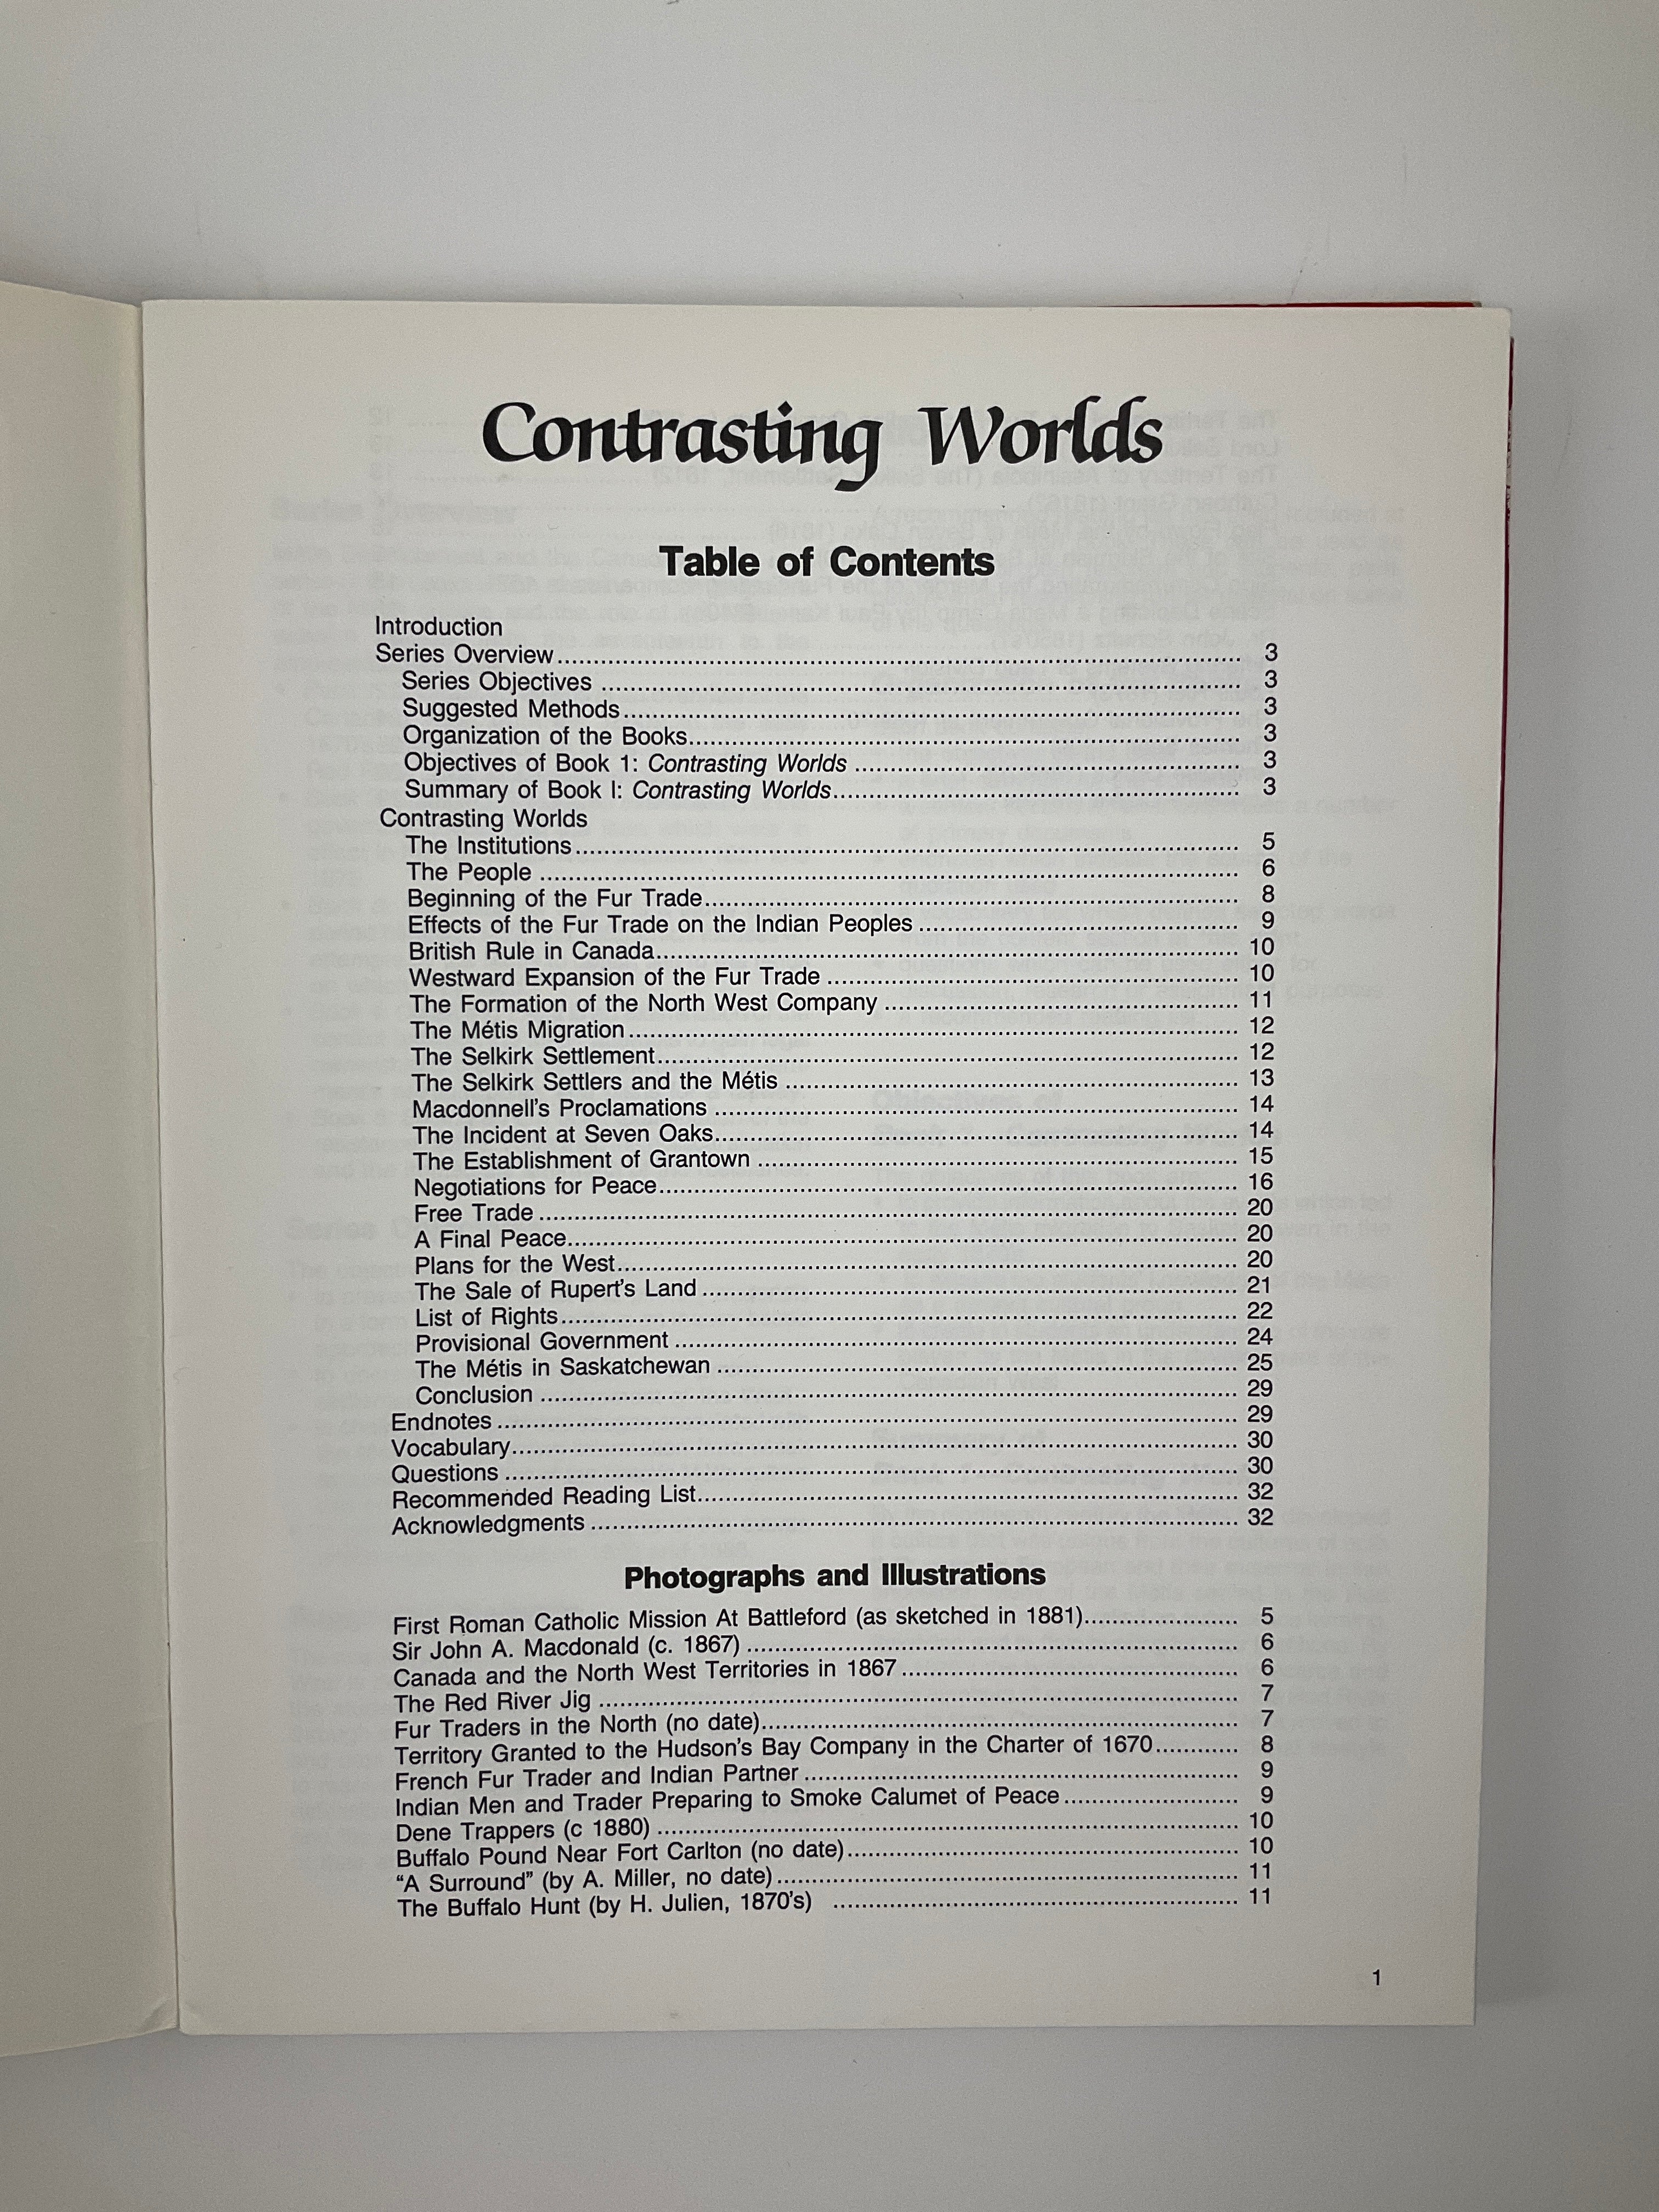 Contrasting Worlds
Table of Contents
Introduction
Series Overview........................................ 3
Series Objectives ........................................ 3
Suggested Methods........................................ 3
Organization of the Books........................................ 3
Objectives of Book 1: Contrasting Worlds ........................................ 3
Summary of Book I: Contrasting Worlds........................................ 3
Contrasting Worlds
The Institutions........................................ 5
The People ........................................ 6
Beginning of the Fur Trade........................................ 8
Effects of the Fur Trade on the Indian Peoples ........................................ 9
British Rule in Canada........................................ 10
Westward Expansion of the Fur Trade ........................................ 10
The Formation of the North West Company ........................................ 11
The Métis Migration........................................ 12
The Selkirk Settlement........................................ 12
The Selkirk Settlers and the Métis ........................................ 13
Macdonnell's Proclamations ........................................ 14
The Incident at Seven Oaks........................................ 14
The Establishment of Grantown ........................................ 15
Negotiations for Peace........................................ 16
Free Trade ........................................ 20
A Final Peace........................................ 20
Plans for the West........................................ 20
The Sale of Rupert's Land ........................................ 21
List of Rights........................................ 22
Provisional Government ........................................ 24
The Métis in Saskatchewan ........................................ 25
Conclusion ........................................ 29
Endnotes ........................................ 29
Vocabulary........................................ 30
Questions ........................................ 30
Recommended Reading List........................................ 32
Acknowledgments ........................................ 32
Photographs and Illustrations
First Roman Catholic Mission At Battleford (as sketched in 1881)........................ 5
Sir John A. Macdonald (c. 1867) ........................................ 6
Canada and the North West Territories in 1867........................................ 6
The Red River Jig ........................................ 7
Fur Traders in the North (no date)........................................ 7
Territory Granted to the Hudson's Bay Company in the Charter of 1670............ 8
French Fur Trader and Indian Partner ........................................ 9
Indian Men and Trader Preparing to Smoke Calumet of Peace ........................ 9
Dene Trappers (c 1880) ........................................ 10
Buffalo Pound Near Fort Carlton (no date)........................................ 10
“A Surround” (by A. Miller, no date)........................................ 11
The Buffalo Hunt (by H. Julien, 1870's) ........................................ 11
1